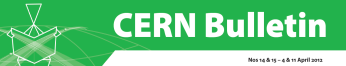 CERN Bulletin
Nos 14 & 15 – 4 & 11 April 2012